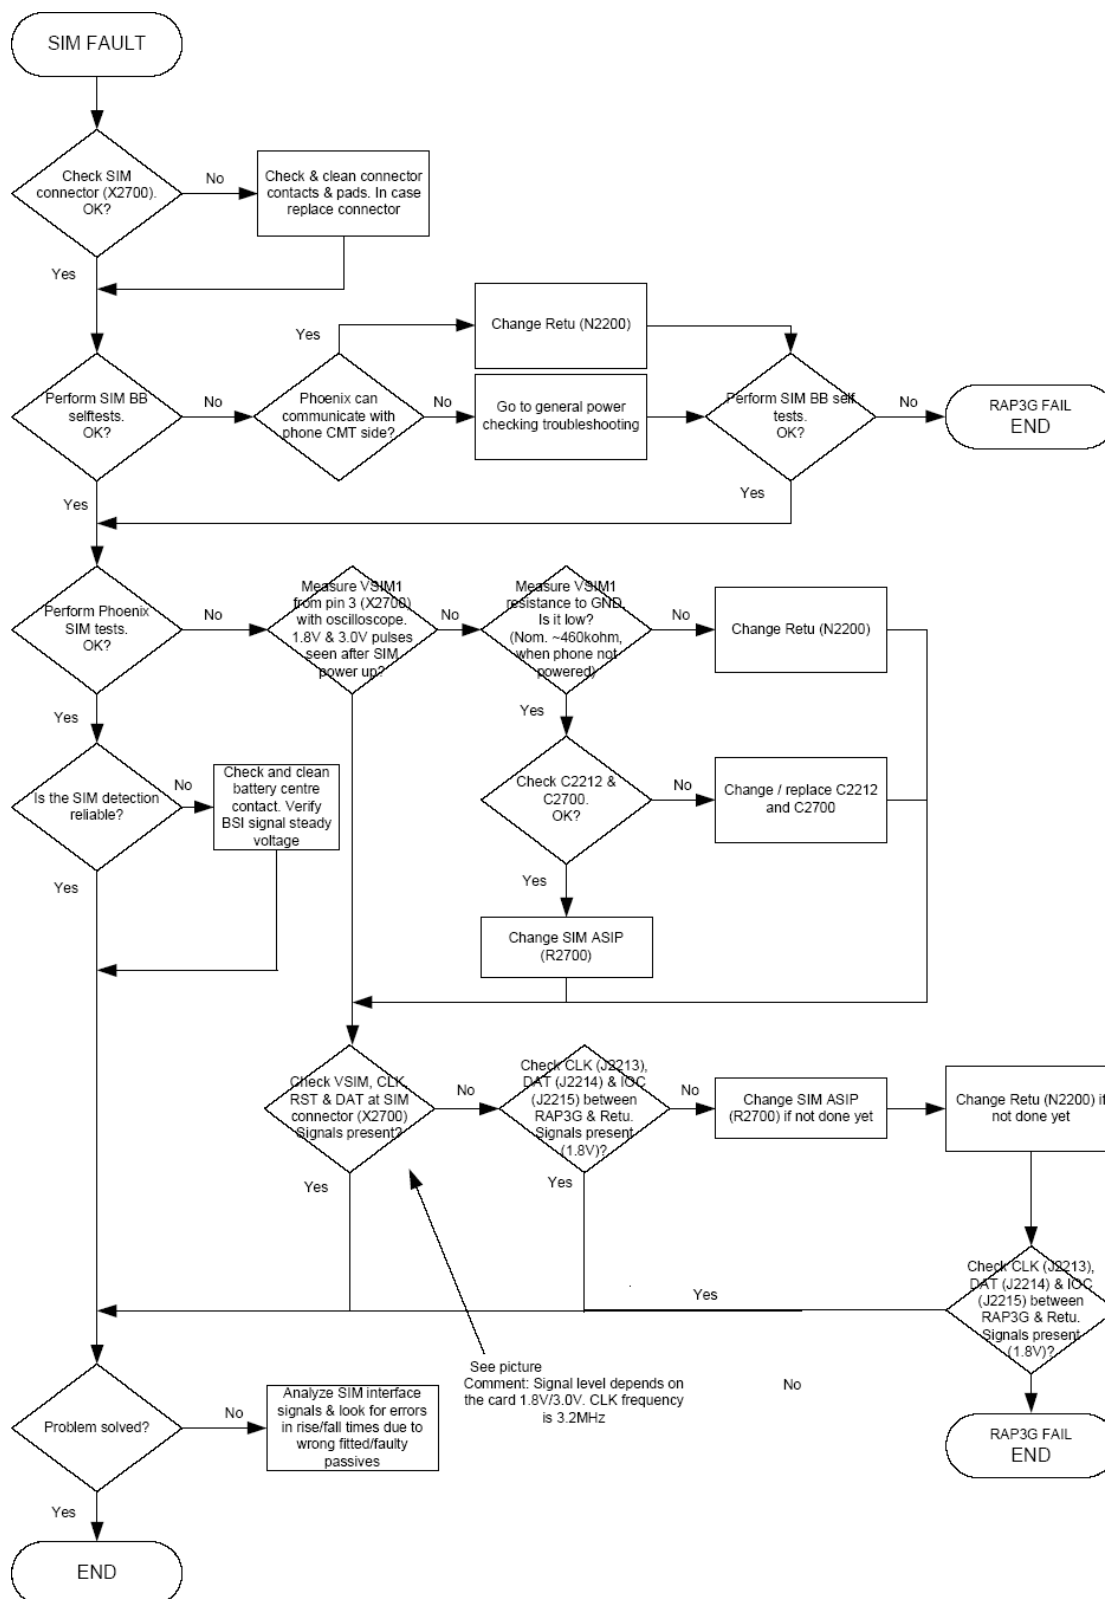 SIM FAULT
Check SIM
connector (X2700).
OK?
No
Check & clean connector
contacts & pads. In case
replace connector
Yes
Perform SIM BB
selftests.
OK?
No
Phoenix can
communicate with
phone CMT side?
Yes
Change Retu (N2200)
No
Go to general power
checking troubleshooting
Perform SIM BB self
tests.
OK?
No
RAP3G FAIL
END
Yes
Yes
Perform Phoenix
SIM tests.
OK?
No
Measure VSIM1
from pin 3 (X2700)
with oscilloscope.
1.8V & 3.0V pulses
seen after SIM
power up?
No
Measure VSIM1
resistance to GND.
Is it low?
(Nom. ~460kohm,
when phone not
powered)
No
Change Retu (N2200)
Yes
Yes
Is the SIM detection
reliable?
No
Check and clean
battery centre
contact. Verify
BSI signal steady
voltage
Check C2212 &
C2700.
OK?
No
Change / replace C2212
and C2700
Yes
Yes
Change SIM ASIP
(R2700)
Check VSIM, CLK,
RST & DAT at SIM
connector (X2700)
Signals present?
No
Check CLK (J2213),
DAT (J2214) & IOC
(J2215) between
RAP3G & Retu.
Signals present
(1.8V)?
No
Change SIM ASIP
(R2700) if not done yet
Change Retu (N2200) if
not done yet
Yes
Yes
Check CLK (J2213),
DAT (J2214) & IOC
(J2215) between
RAP3G & Retu.
Signals present
(1.8V)?
Yes
See picture
Comment: Signal level depends on
the card 1.8V/3.0V. CLK frequency
is 3.2MHz
No
RAP3G FAIL
END
Problem solved?
No
Analyze SIM interface
signals & look for errors
in rise/fall times due to
wrong fitted/faulty
passives
Yes
END